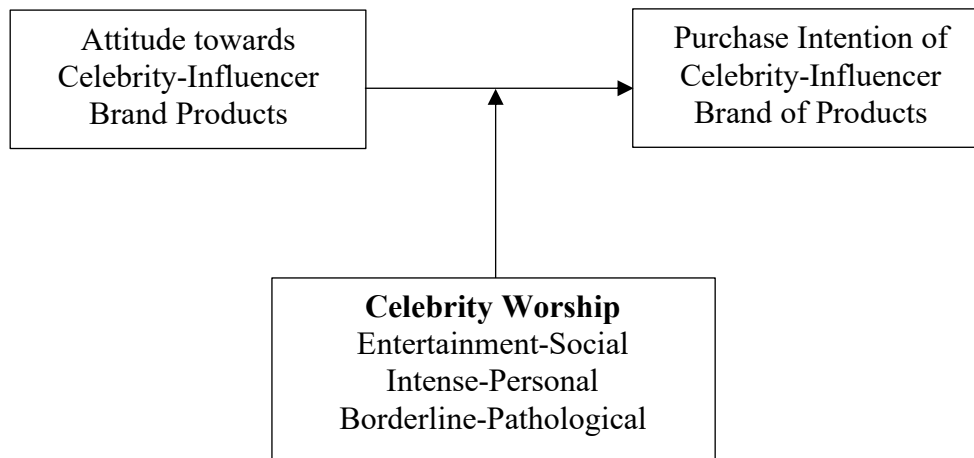 Attitude towards
Celebrity-Influencer
Brand Products
Purchase Intention of
Celebrity-Influencer
Brand of Products
Celebrity Worship
Entertainment-Social
Intense-Personal
Borderline-Pathological